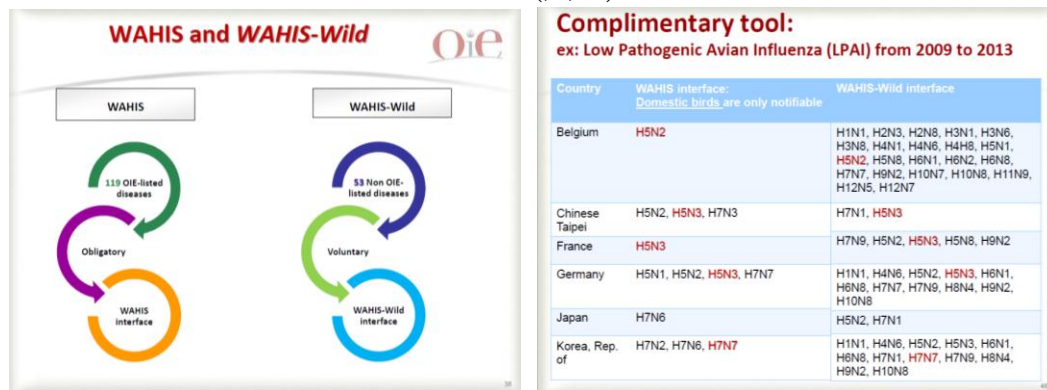 WAHIS and WAHIS-Wild
OiE
WAHIS
WAHIS-Wild
119 OIE-listed
diseases
Obligatory
WAHIS
interface
53 Non OIE-
listed diseases
Voluntary
WAHIS-Wild
interface
38
Complimentary tool:
ex: Low Pathogenic Avian Influenza (LPAI) from 2009 to 2013
Country
WAHIS interface:
Domestic birds are only notifiable
WAHIS-Wild interface
Belgium
H5N2
H1N1, H2N3, H2N8, H3N1, H3N6,
H3N8, H4N1, H4N6, H4H8, H5N1,
H5N2, H5N8, H6N1, H6N2, H6N8,
H7N7, H9N2, H10N7, H10N8, H11N9,
H12N5, H12N7
Chinese
Taipei
H5N2, H5N3, H7N3
H7N1, H5N3
France
H5N3
H7N9, H5N2, H5N3, H5N8, H9N2
Germany
H5N1, H5N2, H5N3, H7N7
H1N1, H4N6, H5N2, H5N3, H6N1,
H6N8, H7N7, H7N9, H8N4, H9N2,
H10N8
Japan
H7N6
H5N2, H7N1
Korea, Rep.
of
H7N2, H7N6, H7N7
H1N1, H4N6, H5N2, H5N3, H6N1,
H6N8, H7N1, H7N7, H7N9, H8N4,
H9N2, H10N8